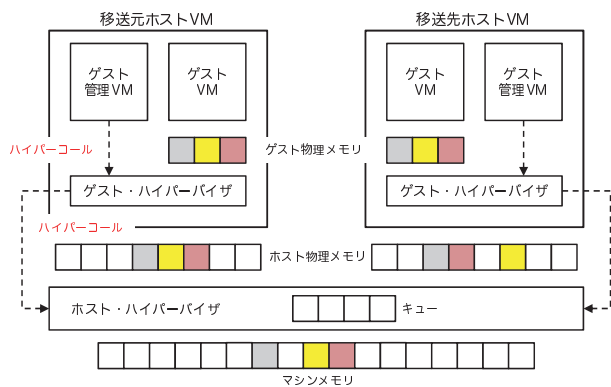 移送元ホストVM
移送先ホストVM
ゲスト
管理VM
ゲスト
VM
ゲスト
VM
ゲスト
管理VM
ハイパーコール
ゲスト物理メモリ
ゲスト・ハイパーバイザ
ゲスト・ハイパーバイザ
ハイパーコール
ホスト物理メモリ
ホスト・ハイパーバイザ
キュー
マシンメモリ